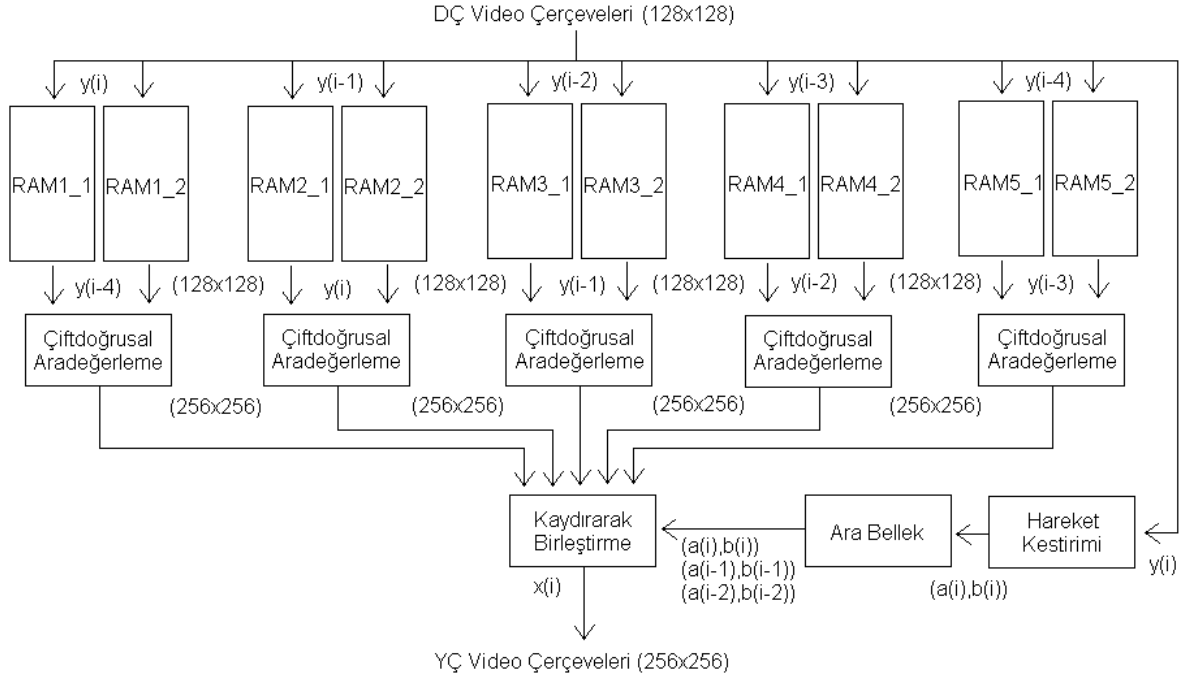 DÇ Video Çerçeveleri (128x128)
y(i)
y(i-1)
y(i-2)
y(i-3)
y(i-4)
RAM1_1
RAM1_2
RAM2_1
RAM2_2
RAM3_1
RAM3_2
RAM4_1
RAM4_2
RAM5_1
RAM5_2
y(i-4)
(128x128)
y(i)
(128x128)
y(i-1)
(128x128)
y(i-2)
(128x128)
y(i-3)
Çiftdoğrusal
Aradeğerleme
Çiftdoğrusal
Aradeğerleme
Çiftdoğrusal
Aradeğerleme
Çiftdoğrusal
Aradeğerleme
Çiftdoğrusal
Aradeğerleme
(256x256)
(256x256)
(256x256)
(256x256)
Kaydırarak
Birleştirme
Ara Bellek
Hareket
Kestirimi
(a(i),b(i))
(a(i-1),b(i-1))
(a(i-2),b(i-2))
(a(i),b(i))
y(i)
x(i)
YÇ Video Çerçeveleri (256x256)